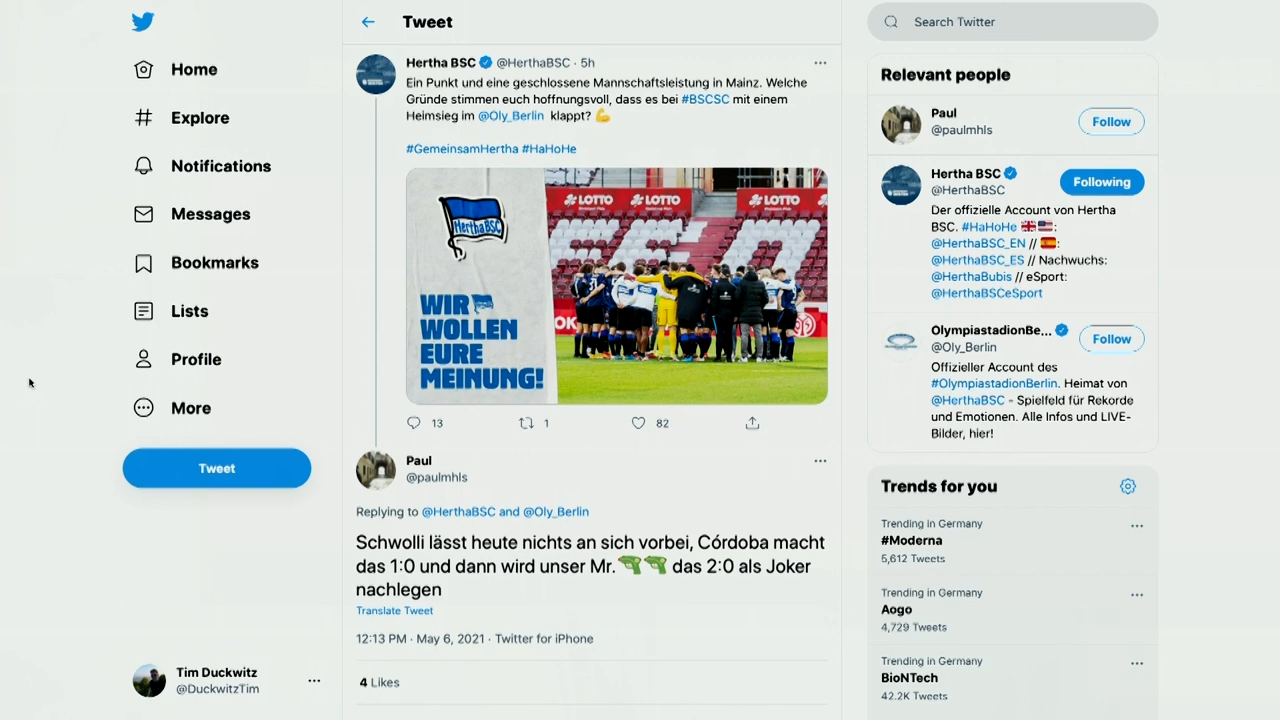 Home
Explore
Notifications
Messages
Bookmarks
Lists
Profile
More
Tweet
Tim Duckwitz
@DuckwitzTim
Tweet
Hertha BSC @HerthaBSC · 5h
Ein Punkt und eine geschlossene Mannschaftsleistung in Mainz. Welche
Gründe stimmen euch hoffnungsvoll, dass es bei #BSCSC mit einem
Heimsieg im @Oly_Berlin klappt? 💪
#GemeinsamHertha #HaHoHe
Hertha BSC
WIR
WOLLEN
EURE
MEINUNG!
LOTTO LOTTO LOTTO
13 1 82
Paul
@paulmhls
Replying to @HerthaBSC and @Oly_Berlin
Schwolli lässt heute nichts an sich vorbei, Córdoba macht
das 1:0 und dann wird unser Mr.🔫🔫 das 2:0 als Joker
nachlegen
Translate Tweet
12:13 PM · May 6, 2021 · Twitter for iPhone
4 Likes
Search Twitter
Relevant people
Paul
@paulmhls
Follow
Hertha BSC
@HerthaBSC
Following
Der offizielle Account von Hertha
BSC. #HaHoHe 🇬🇧🇺🇸:
@HerthaBSC_EN // 🇪🇸:
@HerthaBSC_ES // Nachwuchs:
@HerthaBubis // eSport:
@HerthaBSCeSport
OlympiastadionBe...
@Oly_Berlin
Follow
Offizieller Account des
#OlympiastadionBerlin. Heimat von
@HerthaBSC - Spielfeld für Rekorde
und Emotionen. Alle Infos und LIVE-
Bilder, hier!
Trends for you
Trending in Germany
#Moderna
5,612 Tweets
Trending in Germany
Aogo
4,729 Tweets
Trending in Germany
BioNTech
42.2K Tweets